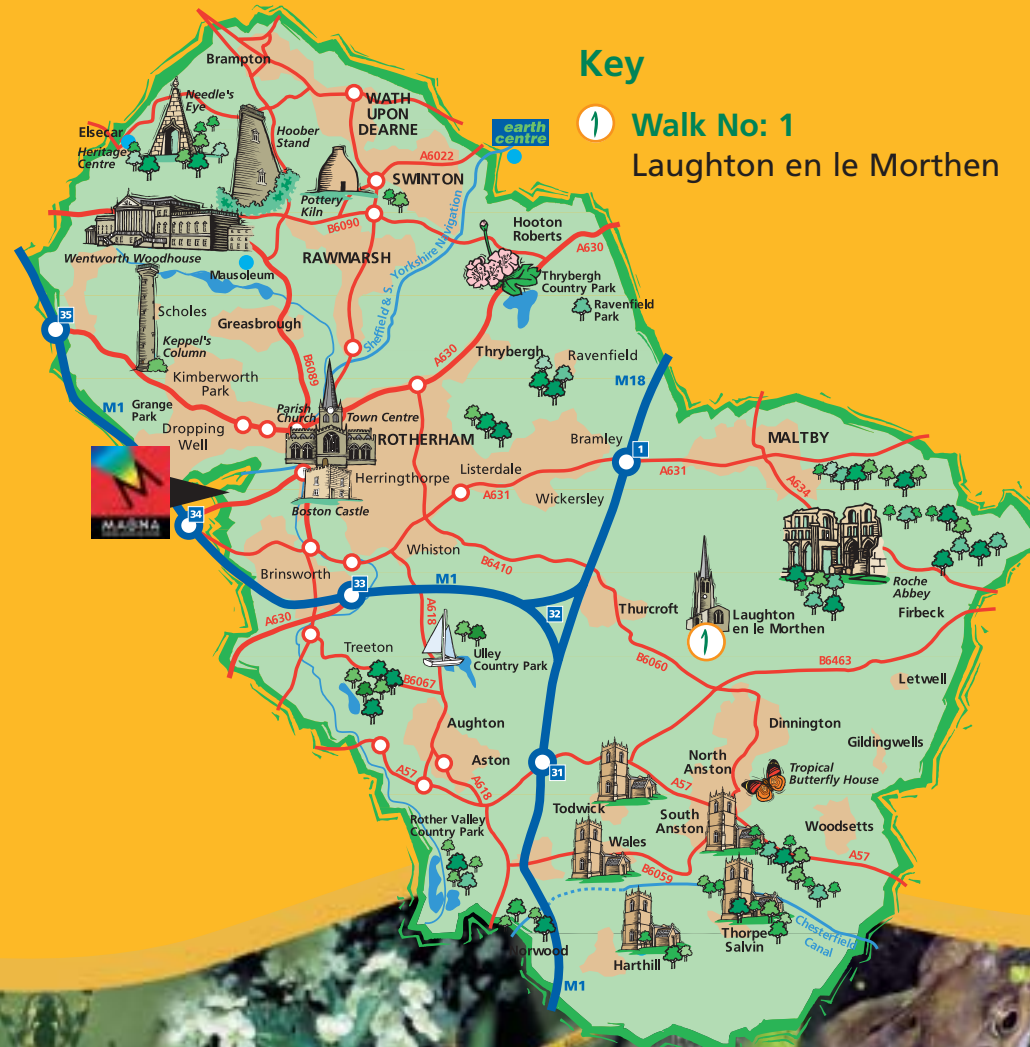 Key
1 Walk No: 1
Laughton en le Morthen
Brampton
Needle's
Eye
WATH
UPON
DEARNE
Elsecar
Heritage
Centre
Hoober
Stand
earth
centre
A6022
SWINTON
Pottery
Kiln
B6090
Hooton
Roberts
A630
Wentworth Woodhouse
RAWMARSH
Mausoleum
Sheffield & S. Yorkshire Navigation
Thrybergh
Country Park
Ravenfield
Park
35
Scholes
Greasbrough
Keppel's
Column
B6089
A630
Thrybergh
Ravenfield
M18
Kimberworth
Park
M1
Grange
Park
Parish
Church
Town Centre
Dropping
Well
ROTHERHAM
Bramley
1
MALTBY
A631
A634
Herringthorpe
Listerdale
A631
Wickersley
MAGNA
34
Boston Castle
Whiston
B6410
Brinsworth
33
M1
32
Roche
Abbey
Firbeck
Thurcroft
Laughton
en le Morthen
1
A630
A618
Treeton
Ulley
Country Park
B6060
B6463
Letwell
B6067
Aughton
Dinnington
Gildingwells
Aston
31
North
Anston
Tropical
Butterfly House
A57
A618
A57
Todwick
South
Anston
Woodsetts
Rother Valley
Country Park
Wales
B6059
A57
Thorpe
Salvin
Chesterfield
Canal
Norwood
Harthill
M1